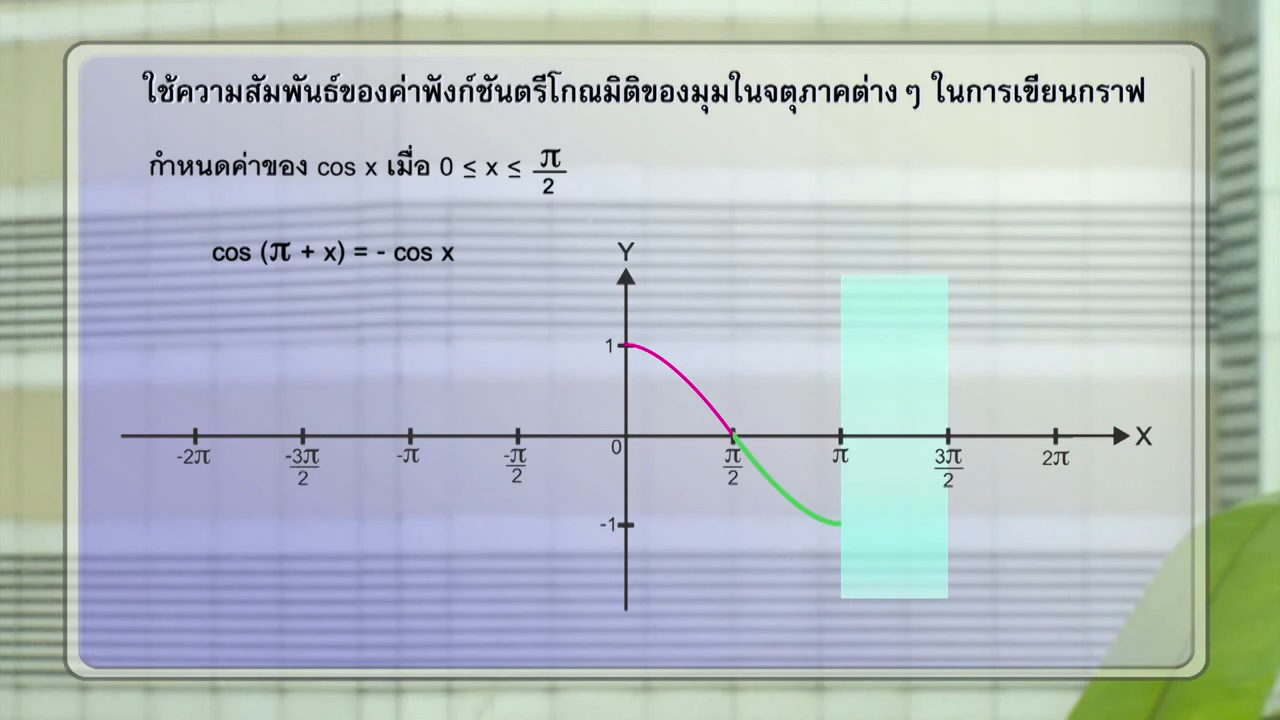 ใช้ความสัมพันธ์ของค่าฟังก์ชันตรีโกณมิติของมุมในจตุภาคต่าง ๆ ในการเขียนกราฟ
กำหนดค่าของ cos x เมื่อ 0 ≤ x ≤ π/2
cos (π + x) = - cos x
Y
1
-2π -3π/2 -π -π/2 0 π/2 π 3π/2 2π X
-1